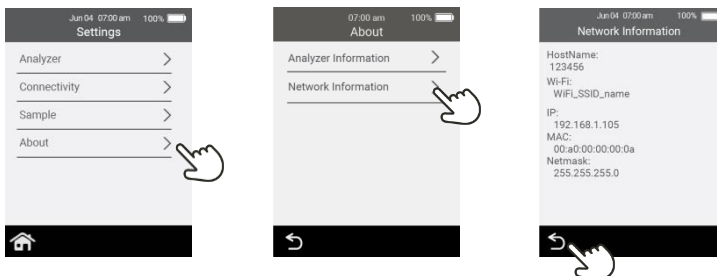 Jun 04 07:00 am 100%
Settings
Analyzer
Connectivity
Sample
About
07:00 am 100%
About
Analyzer Information
Network Information
Jun 04 07:00 am 100%
Network Information
HostName:
123456
Wi-Fi:
WiFi_SSID_name
IP:
192.168.1.105
MAC:
00:a0:00:00:00:0a
Netmask:
255.255.255.0